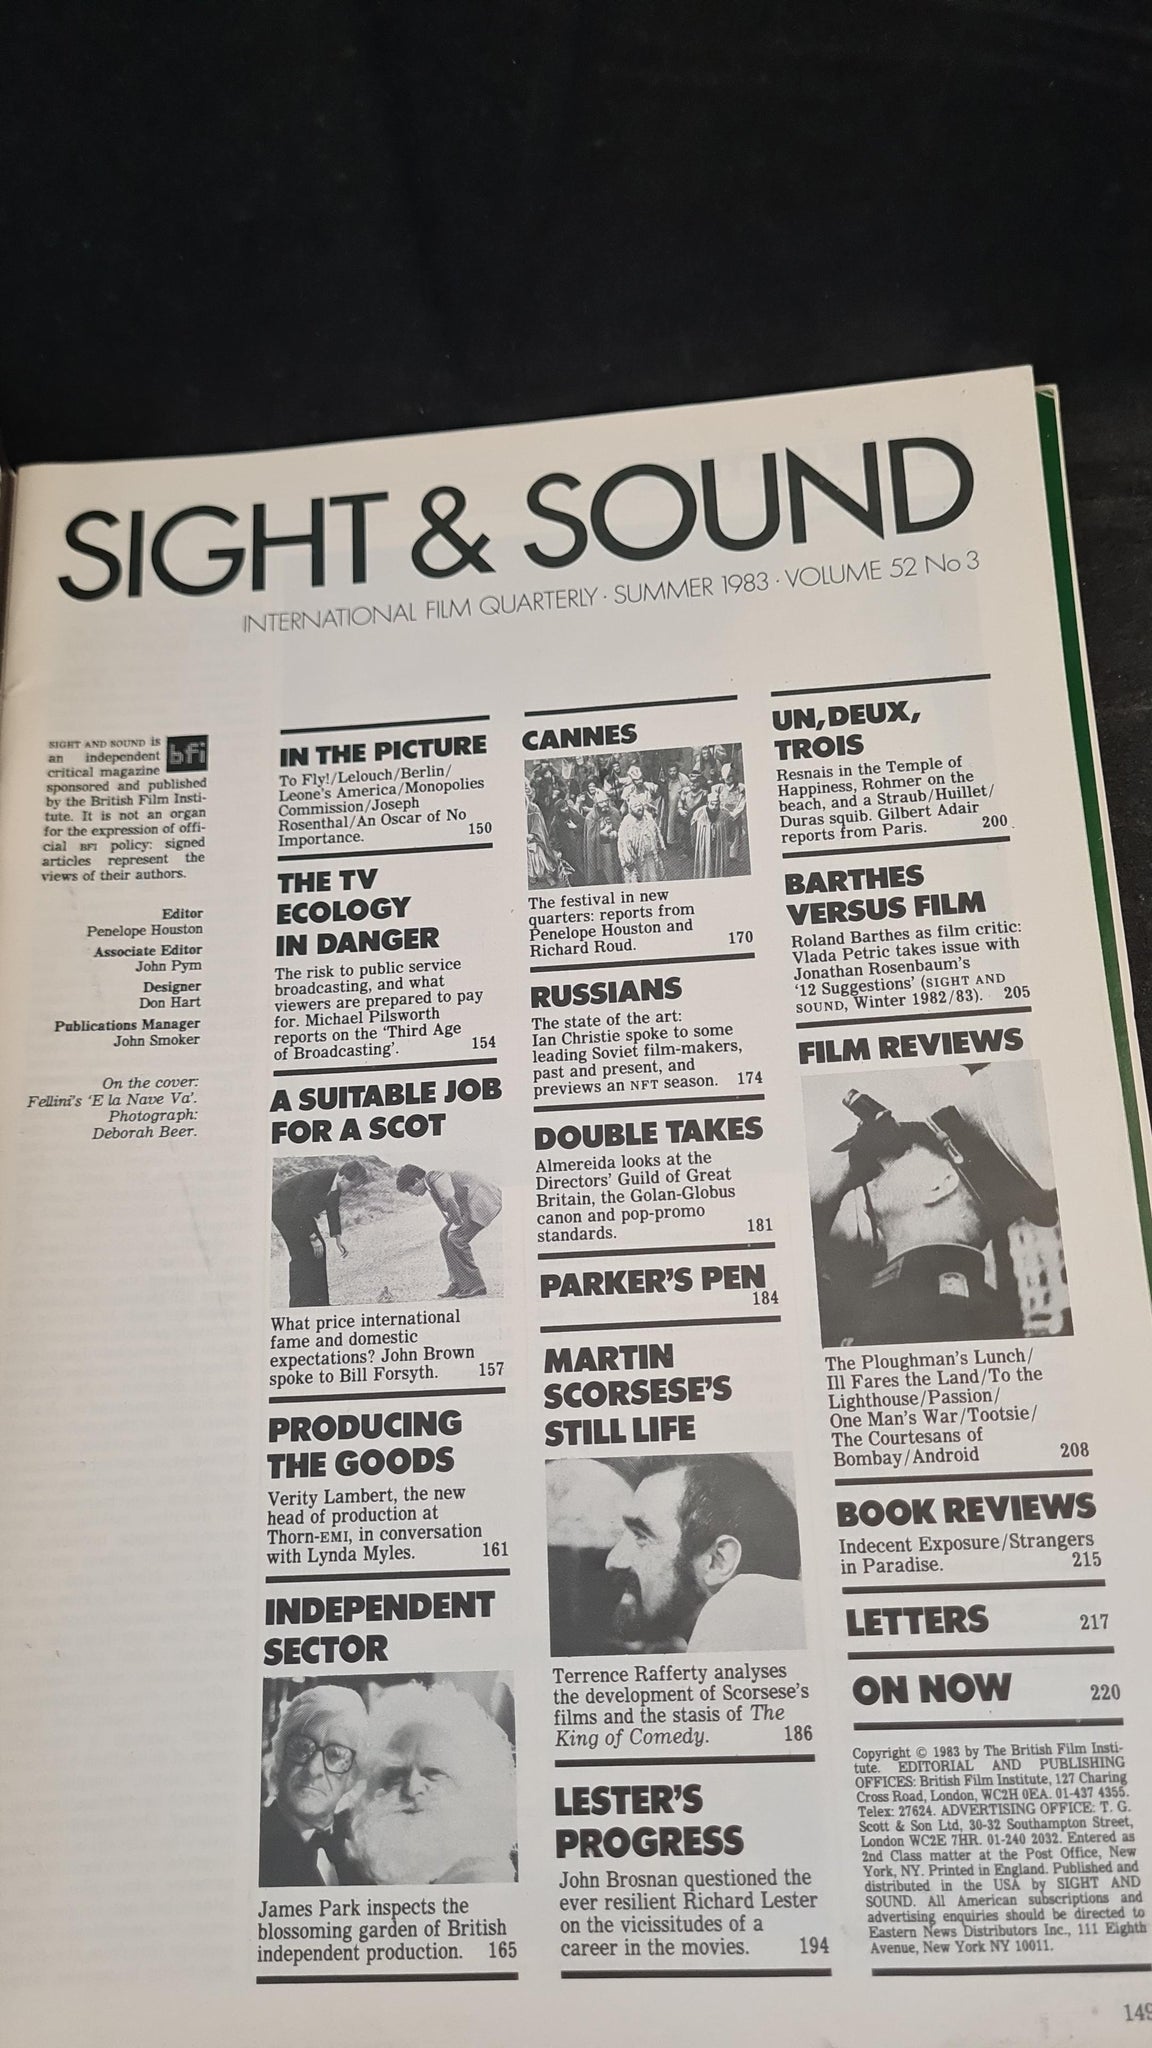 SIGHT & SOUND
INTERNATIONAL FILM QUARTERLY · SUMMER 1983 · VOLUME 52 No 3
SIGHT AND SOUND is
an independent
critical magazine
sponsored and published
by the British Film Insti-
tute. It is not an organ
for the expression of offi-
cial BFI policy: signed
articles represent the
views of their authors.
bfi
Editor
Penelope Houston
Associate Editor
John Pym
Designer
Don Hart
Publications Manager
John Smoker
On the cover:
Fellini's 'E la Nave Va'.
Photograph:
Deborah Beer.
IN THE PICTURE
To Fly!/Lelouch/Berlin/
Leone's America/Monopolies
Commission/Joseph
Rosenthal/An Oscar of No
Importance. 150
THE TV
ECOLOGY
IN DANGER
The risk to public service
broadcasting, and what
viewers are prepared to pay
for. Michael Pilsworth
reports on the 'Third Age
of Broadcasting'. 154
A SUITABLE JOB
FOR A SCOT
What price international
fame and domestic
expectations? John Brown
spoke to Bill Forsyth. 157
PRODUCING
THE GOODS
Verity Lambert, the new
head of production at
Thorn-EMI, in conversation
with Lynda Myles. 161
INDEPENDENT
SECTOR
James Park inspects the
blossoming garden of British
independent production. 165
CANNES
The festival in new
quarters: reports from
Penelope Houston and
Richard Roud. 170
RUSSIANS
The state of the art:
Ian Christie spoke to some
leading Soviet film-makers,
past and present, and
previews an NFT season. 174
DOUBLE TAKES
Almereida looks at the
Directors' Guild of Great
Britain, the Golan-Globus
canon and pop-promo
standards. 181
PARKER'S PEN
184
MARTIN
SCORSESE'S
STILL LIFE
Terrence Rafferty analyses
the development of Scorsese's
films and the stasis of The
King of Comedy. 186
LESTER'S
PROGRESS
John Brosnan questioned the
ever resilient Richard Lester
on the vicissitudes of a
career in the movies. 194
UN, DEUX,
TROIS
Resnais in the Temple of
Happiness, Rohmer on the
beach, and a Straub/Huillet/
Duras squib. Gilbert Adair
reports from Paris. 200
BARTHES
VERSUS FILM
Roland Barthes as film critic:
Vlada Petric takes issue with
Jonathan Rosenbaum's
'12 Suggestions' (SIGHT AND
SOUND, Winter 1982/83). 205
FILM REVIEWS
The Ploughman's Lunch/
Ill Fares the Land/To the
Lighthouse/Passion/
One Man's War/Tootsie/
The Courtesans of
Bombay/Android 208
BOOK REVIEWS
Indecent Exposure/Strangers
in Paradise. 215
LETTERS 217
ON NOW 220
Copyright © 1983 by The British Film Insti-
tute. EDITORIAL AND PUBLISHING
OFFICES: British Film Institute, 127 Charing
Cross Road, London, WC2H 0EA. 01-437 4355.
Telex: 27624. ADVERTISING OFFICE: T. G.
Scott & Son Ltd, 30-32 Southampton Street,
London WC2E 7HR. 01-240 2032. Entered as
2nd Class matter at the Post Office, New
York, NY. Printed in England. Published and
distributed in the USA by SIGHT AND
SOUND. All American subscriptions and
advertising enquiries should be directed to
Eastern News Distributors Inc., 111 Eighth
Avenue, New York NY 10011.
149